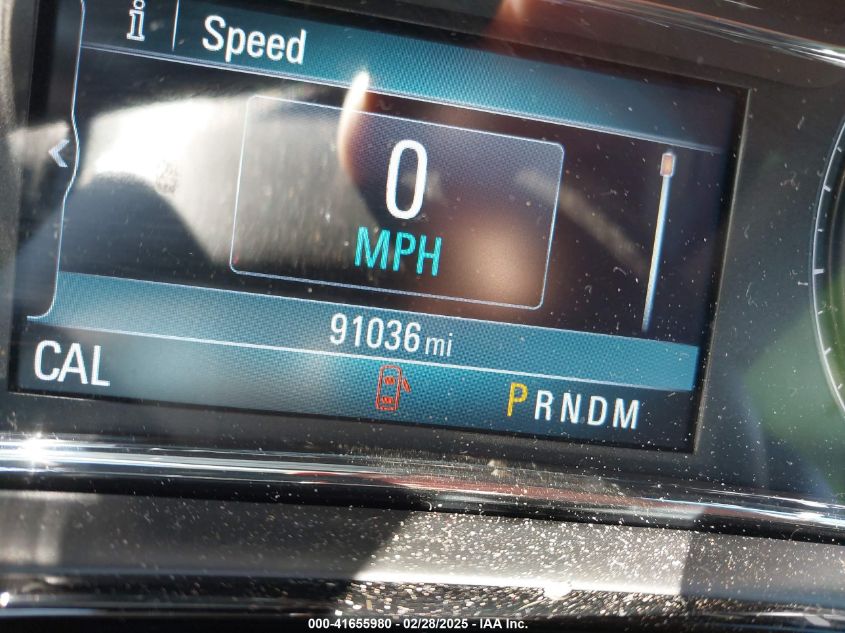 i Speed
0
MPH
91036 mi
CAL
PRNDM
000-41655980 - 02/28/2025 - IAA Inc.